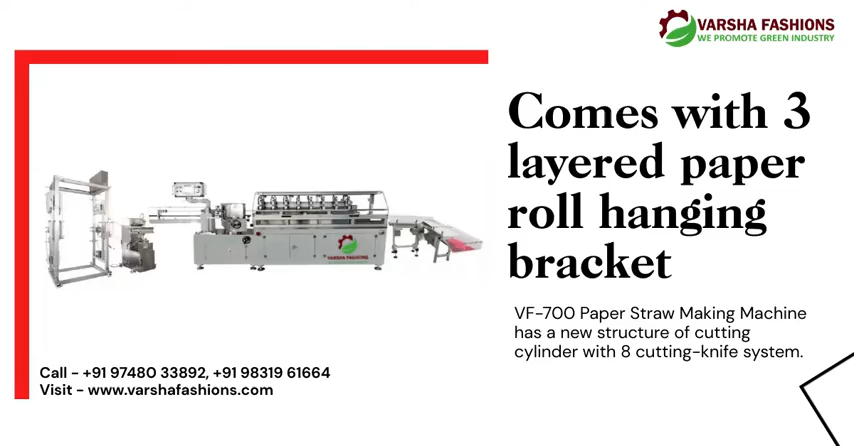 VARSHA FASHIONS
WE PROMOTE GREEN INDUSTRY
Comes with 3
layered paper
roll hanging
bracket
VARSHA FASHIONS
VF-700 Paper Straw Making Machine
has a new structure of cutting
cylinder with 8 cutting-knife system.
Call - +91 97480 33892, +91 98319 61664
Visit - www.varshafashions.com